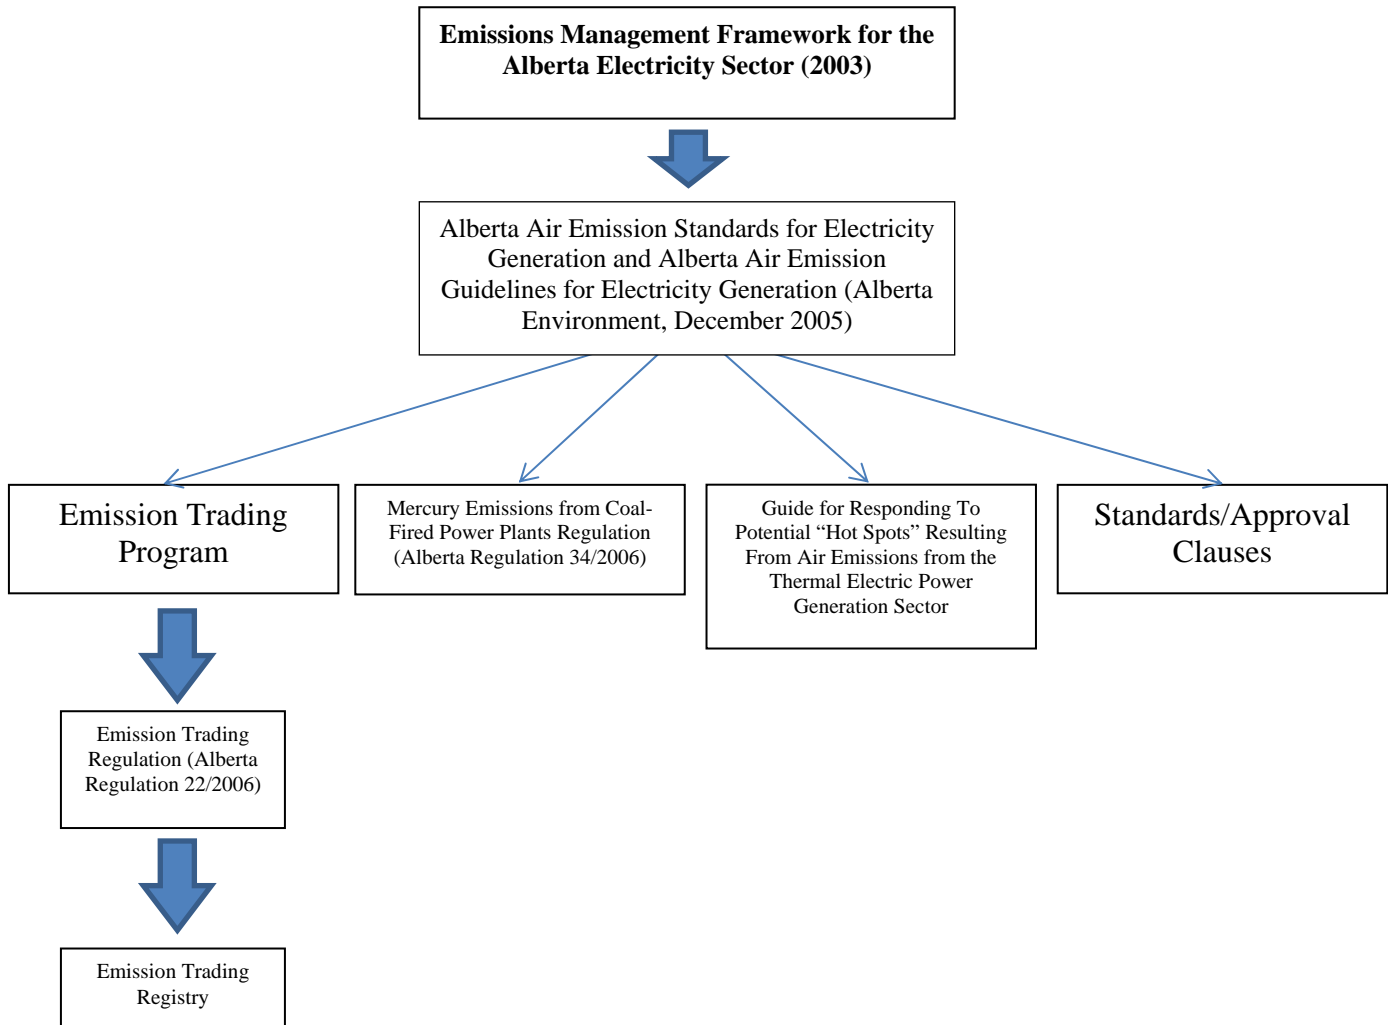 Emissions Management Framework for the
Alberta Electricity Sector (2003)
Alberta Air Emission Standards for Electricity
Generation and Alberta Air Emission
Guidelines for Electricity Generation (Alberta
Environment, December 2005)
Emission Trading
Program
Mercury Emissions from Coal-
Fired Power Plants Regulation
(Alberta Regulation 34/2006)
Guide for Responding To
Potential “Hot Spots” Resulting
From Air Emissions from the
Thermal Electric Power
Generation Sector
Standards/Approval
Clauses
Emission Trading
Regulation (Alberta
Regulation 22/2006)
Emission Trading
Registry